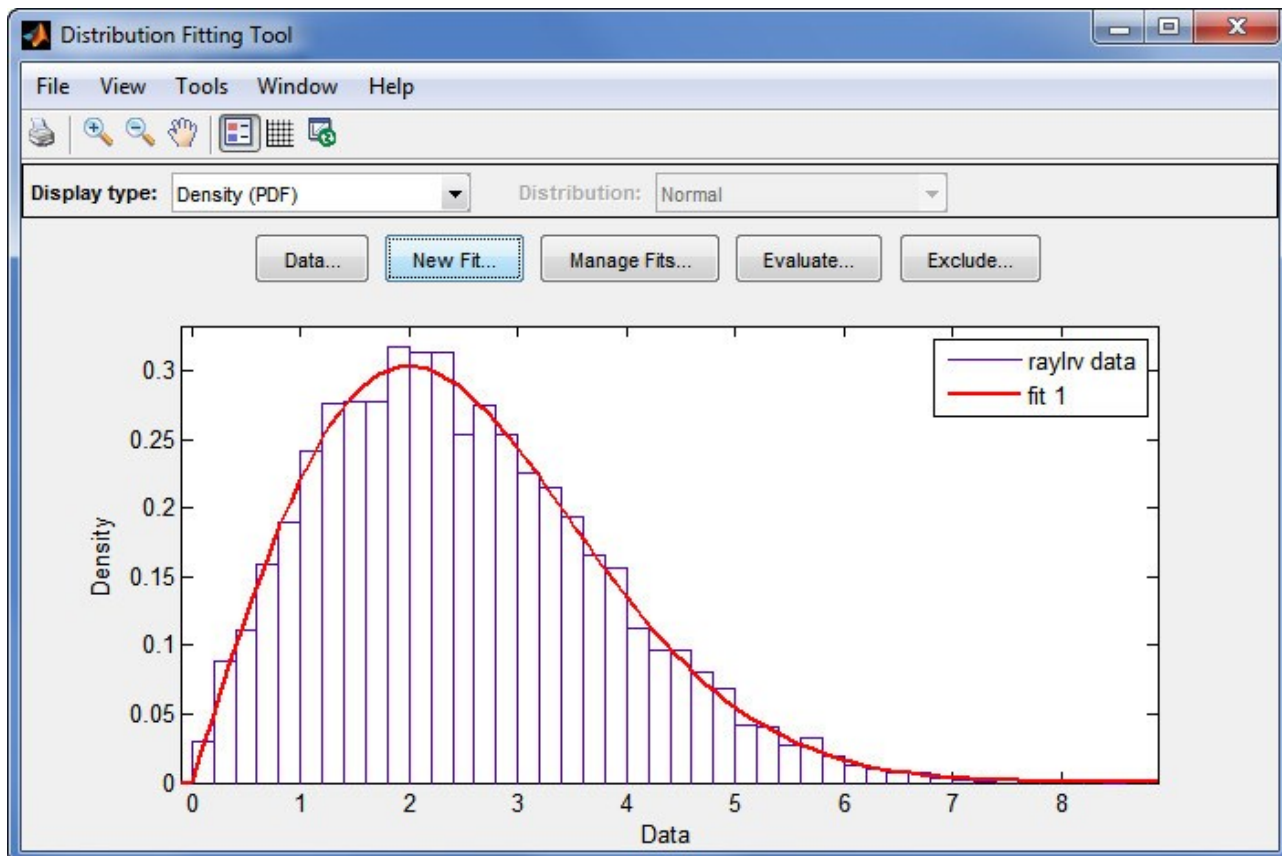 Distribution Fitting Tool
File View Tools Window Help
Display type: Density (PDF) Distribution: Normal
Data... New Fit... Manage Fits... Evaluate... Exclude...
raylrv data
fit 1
0.3
0.25
0.2
0.15
0.1
0.05
0
Density
0 1 2 3 4 5 6 7 8
Data